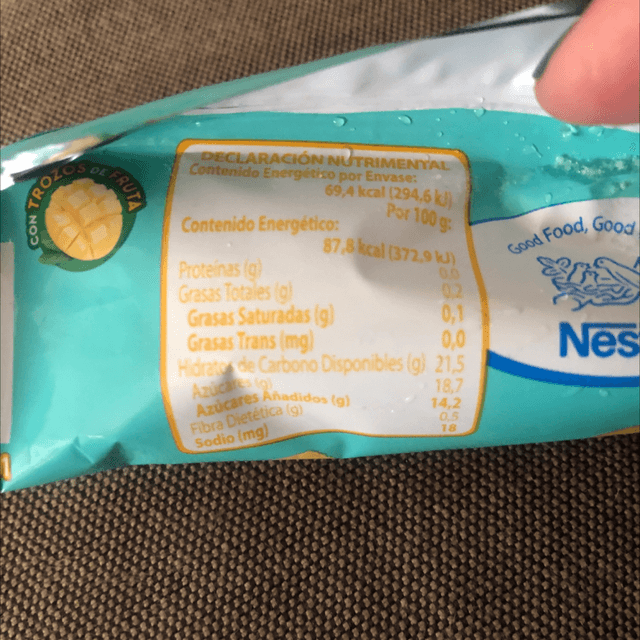 CON TROZOS DE FRUTA
DECLARACIÓN NUTRIMENTAL
Contenido Energético por Envase:
69,4 kcal (294,6 kJ)
Por 100 g:
Contenido Energético:
87,8 kcal (372,9 kJ)
Proteínas (g) 0,0
Grasas Totales (g) 0,2
Grasas Saturadas (g) 0,1
Grasas Trans (mg) 0,0
Hidratos de Carbono Disponibles (g) 21,5
Azúcares (g) 18,7
Azúcares Añadidos (g) 14,2
Fibra Dietética (g) 0,5
Sodio (mg) 18
Good Food, Good
Nes